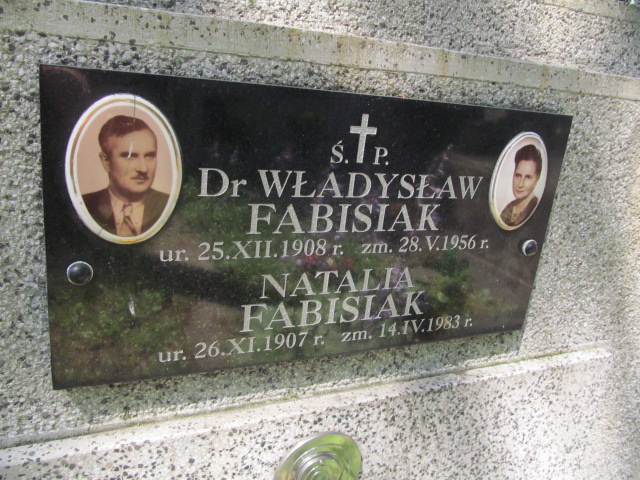 Ś. P.
Dr WŁADYSŁAW
FABISIAK
ur. 25.XII.1908 r. zm. 28.V.1956 r.
NATALIA
FABISIAK
ur. 26.XI.1907 r. zm. 14.IV.1983 r.